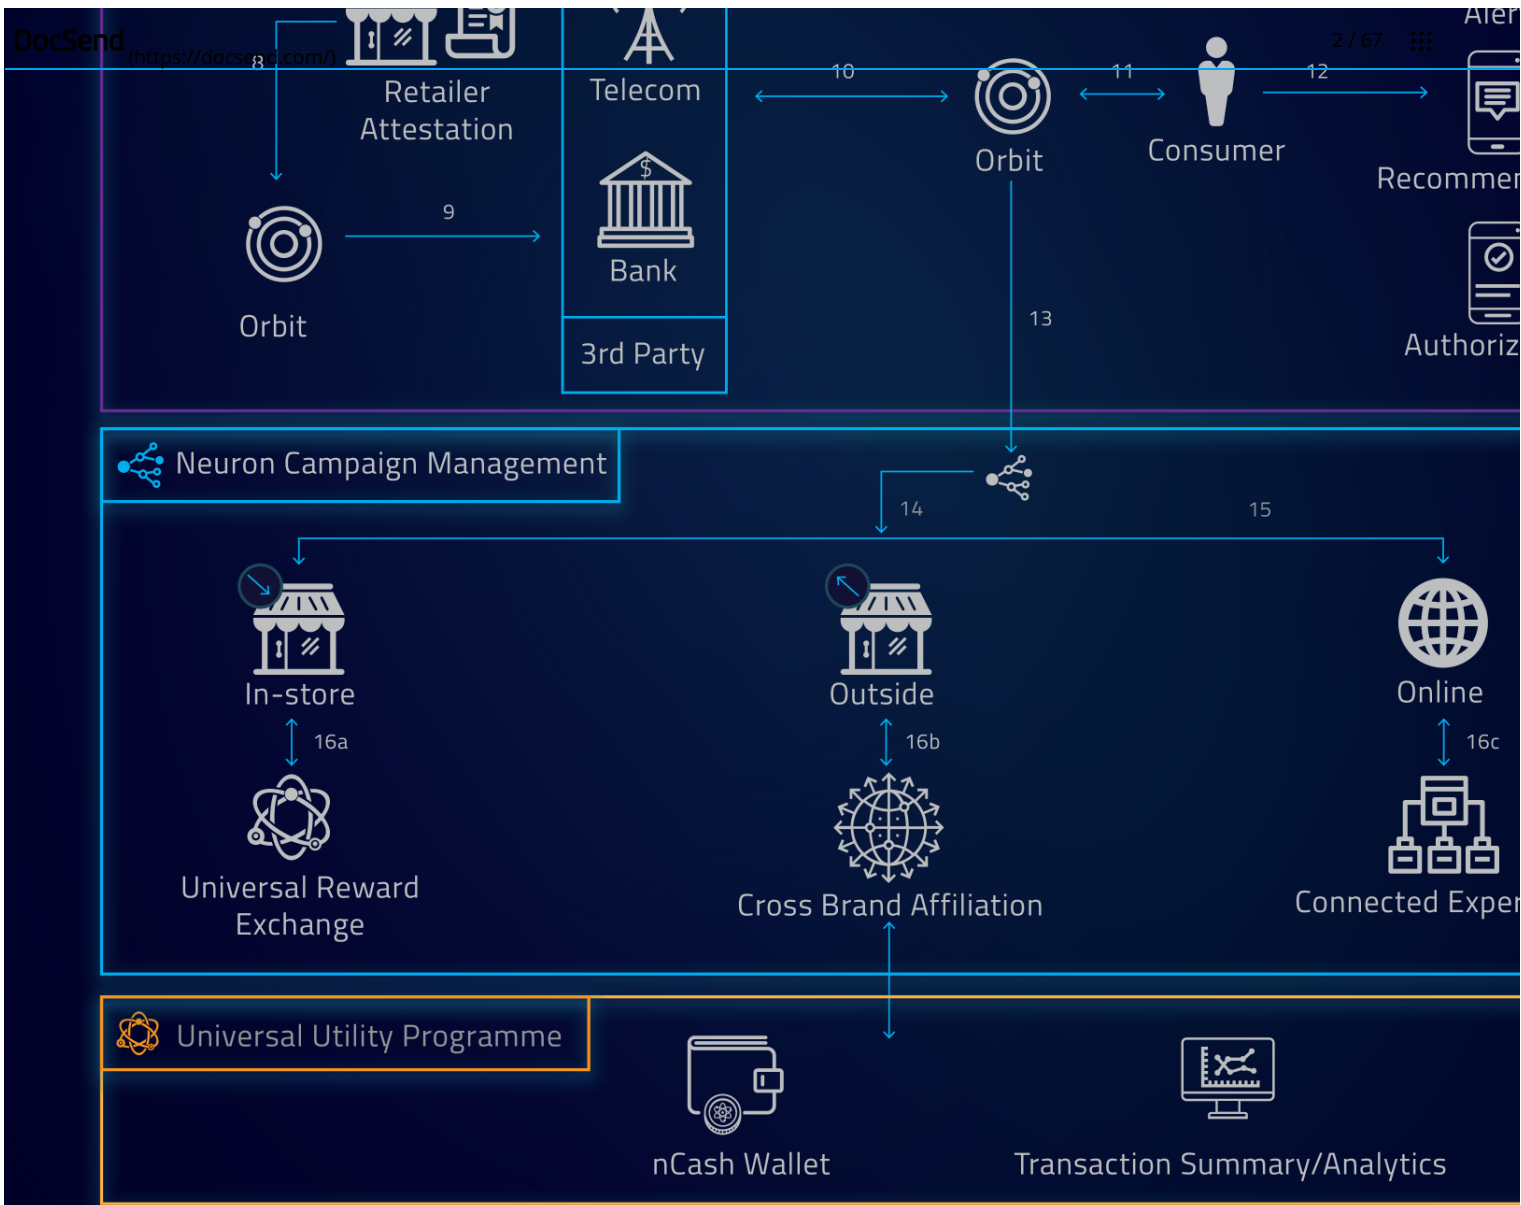 Aler
DocSend
(https://docsend.com/)
2 / 67
8
10
11
12
Retailer
Attestation
Telecom
Orbit
Consumer
Recommen
9
Bank
Orbit
13
3rd Party
Authoriz
Neuron Campaign Management
14
15
In-store
Outside
Online
16a
16b
16c
Universal Reward
Exchange
Cross Brand Affiliation
Connected Exper
Universal Utility Programme
nCash Wallet
Transaction Summary/Analytics